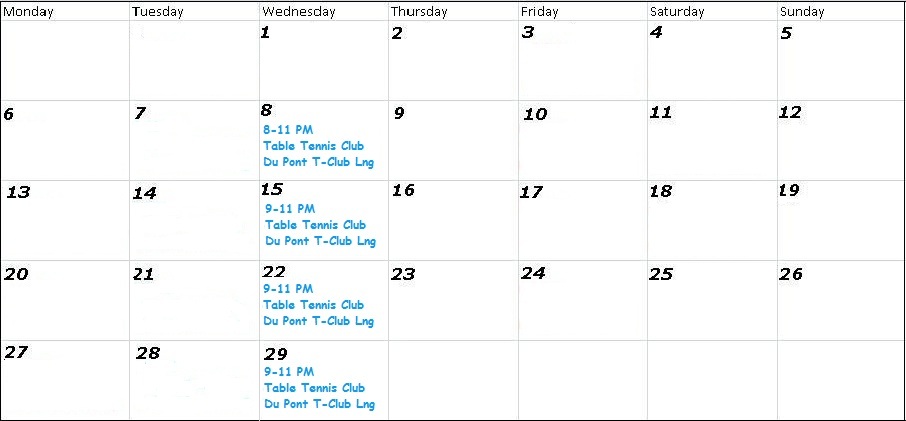 Monday Tuesday Wednesday Thursday Friday Saturday Sunday
1 2 3 4 5
6 7 8 9 10 11 12
8-11 PM
Table Tennis Club
Du Pont T-Club Lng
13 14 15 16 17 18 19
9-11 PM
Table Tennis Club
Du Pont T-Club Lng
20 21 22 23 24 25 26
9-11 PM
Table Tennis Club
Du Pont T-Club Lng
27 28 29
9-11 PM
Table Tennis Club
Du Pont T-Club Lng